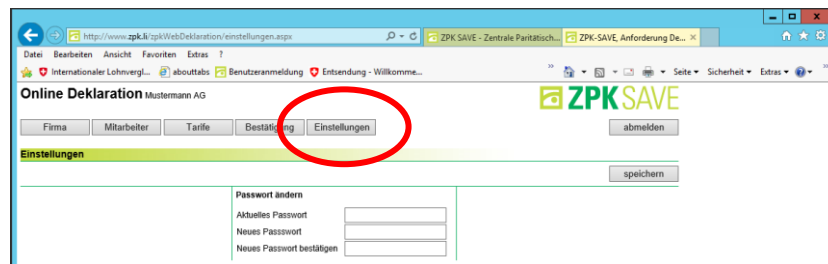 http://www.zpk.li/zpkWebDeklaration/einstellungen.aspx
ZPK SAVE - Zentrale Paritätisch...
ZPK-SAVE, Anforderung De...
Datei Bearbeiten Ansicht Favoriten Extras ?
Internationaler Lohnvergl... abouttabs Benutzeranmeldung Entsendung - Willkomme... Seite Sicherheit Extras
Online Deklaration Mustermann AG
ZPK SAVE
Firma Mitarbeiter Tarife Bestätigung Einstellungen abmelden
Einstellungen
speichern
Passwort ändern
Aktuelles Passwort
Neues Passswort
Neues Passwort bestätigen